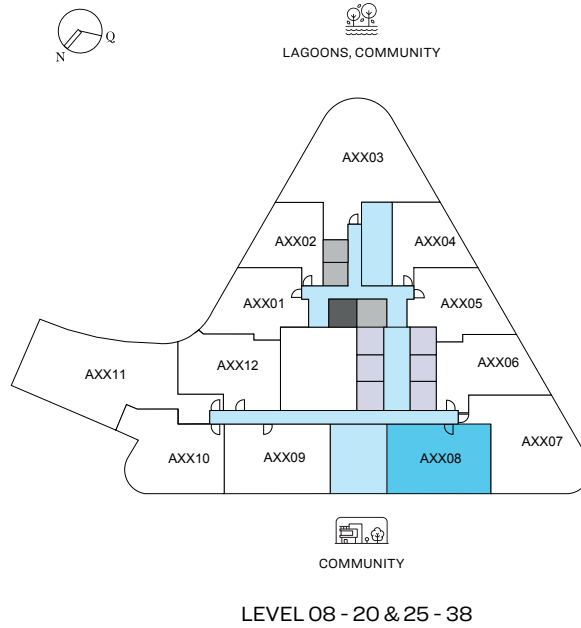 N
Q
LAGOONS, COMMUNITY
AXX03
AXX02
AXX04
AXX01
AXX05
AXX11
AXX12
AXX06
AXX10
AXX09
AXX08
AXX07
COMMUNITY
LEVEL 08 - 20 & 25 - 38